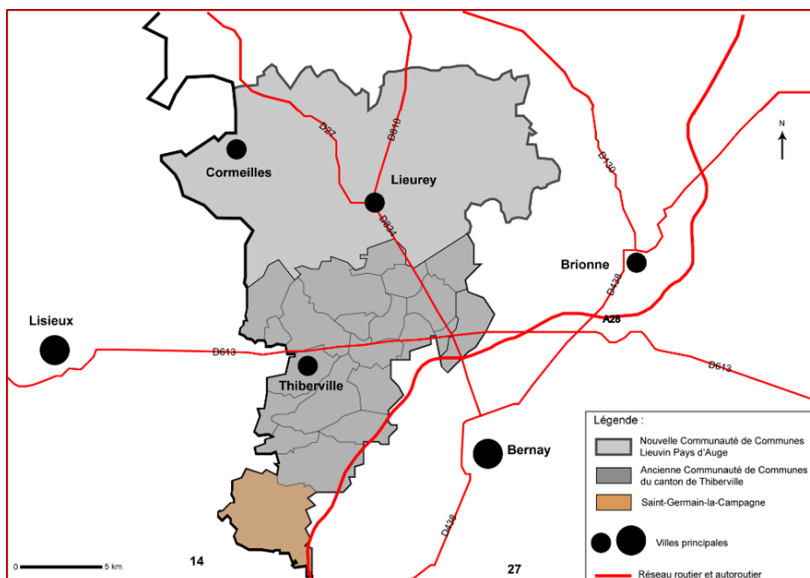 D27
D810
D130
N
Cormeilles
Lieurey
D834
Brionne
D438
Lisieux
A28
D613
D613
Thiberville
Bernay
D438
Légende :
Nouvelle Communauté de Communes
Lieuvin Pays d'Auge
Ancienne Communauté de Communes
du canton de Thiberville
Saint-Germain-la-Campagne
Villes principales
Réseau routier et autoroutier
0
5 km
14
27